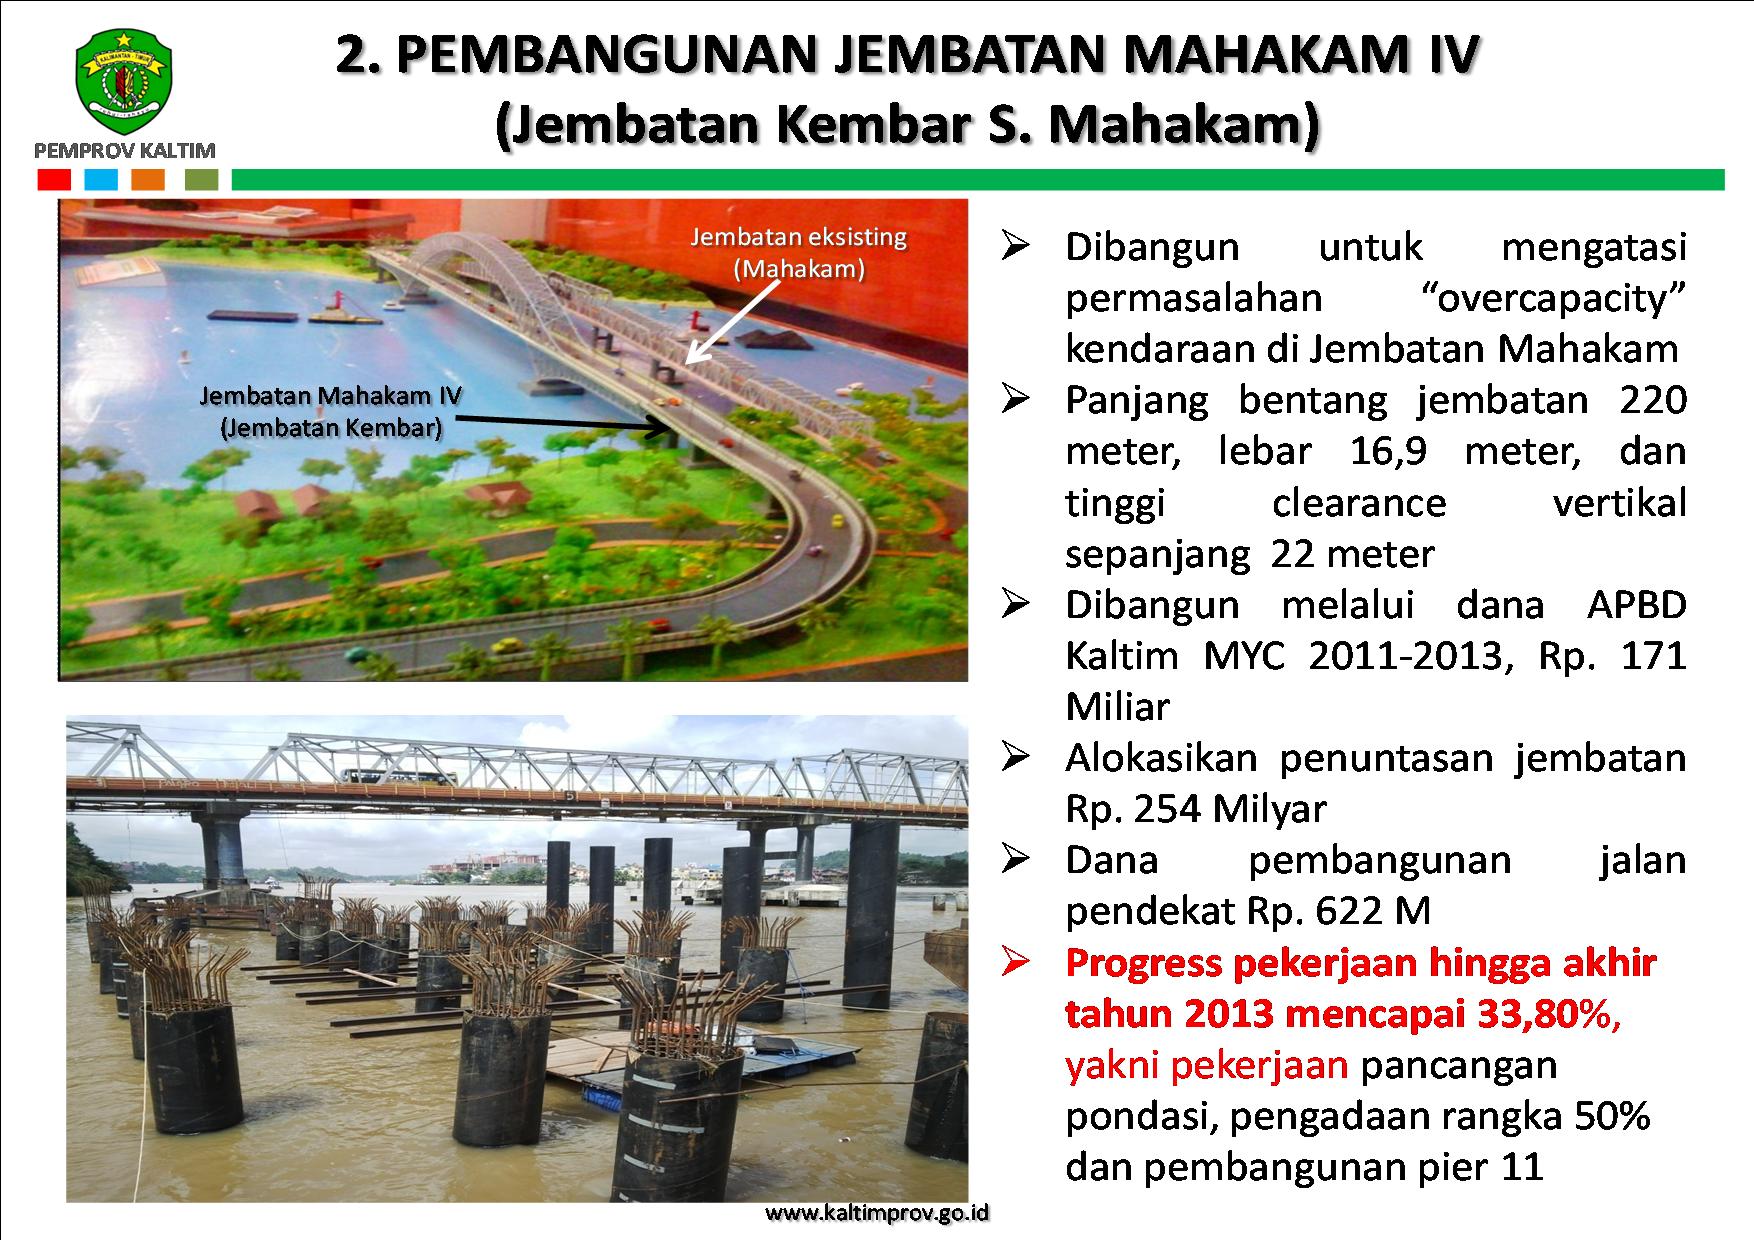 2. PEMBANGUNAN JEMBATAN MAHAKAM IV
(Jembatan Kembar S. Mahakam)
KALIMANTAN - TIMUR
PEMPROV KALTIM
Jembatan eksisting
(Mahakam)
Jembatan Mahakam IV
(Jembatan Kembar)
➢ Dibangun untuk mengatasi
permasalahan “overcapacity”
kendaraan di Jembatan Mahakam
➢ Panjang bentang jembatan 220
meter, lebar 16,9 meter, dan
tinggi clearance vertikal
sepanjang 22 meter
➢ Dibangun melalui dana APBD
Kaltim MYC 2011-2013, Rp. 171
Miliar
➢ Alokasikan penuntasan jembatan
Rp. 254 Milyar
➢ Dana pembangunan jalan
pendekat Rp. 622 M
➢ Progress pekerjaan hingga akhir
tahun 2013 mencapai 33,80%,
yakni pekerjaan pancangan
pondasi, pengadaan rangka 50%
dan pembangunan pier 11
www.kaltimprov.go.id